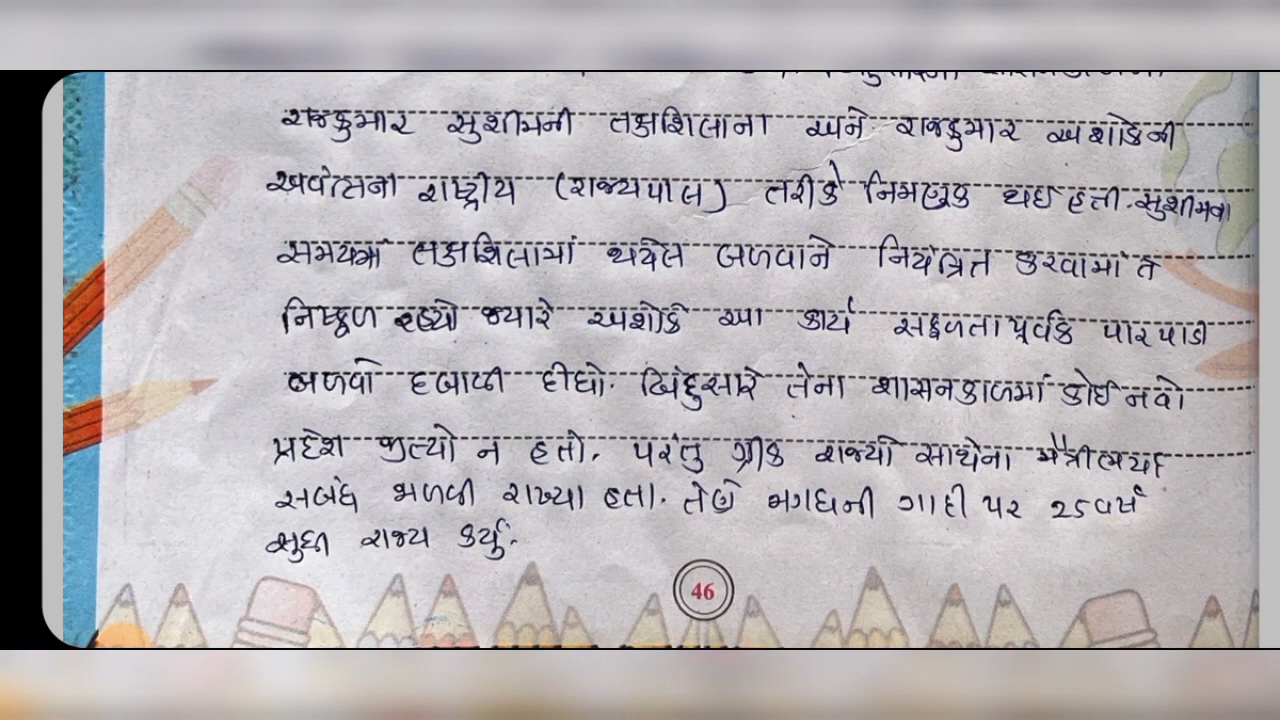 રાજકુમાર સુશીમની તક્ષશિલાના અને રાજકુમાર અશોકની
અવંતિના રાષ્ટ્રીય (રાજ્યપાલ) તરીકે નિમણુક થઈ હતી. સુશીમના
સમયમાં તક્ષશિલામાં થયેલ બળવાને નિયંત્રિત કરવામાં તે
નિષ્ફળ રહ્યો જ્યારે અશોકે આ કાર્ય સફળતાપૂર્વક પાર પાડી
બળવો દબાવી દીધો. બિંદુસારે તેના શાસનકાળમાં કોઈ નવો
પ્રદેશ જીત્યો ન હતો. પરંતુ ગ્રીક રાજ્યો સાથેના
સબંધ જાળવી રાખ્યા હતા. તેણે મગધની ગાદી પર 25 વર્ષ
સુધી રાજ્ય કર્યુ.
46